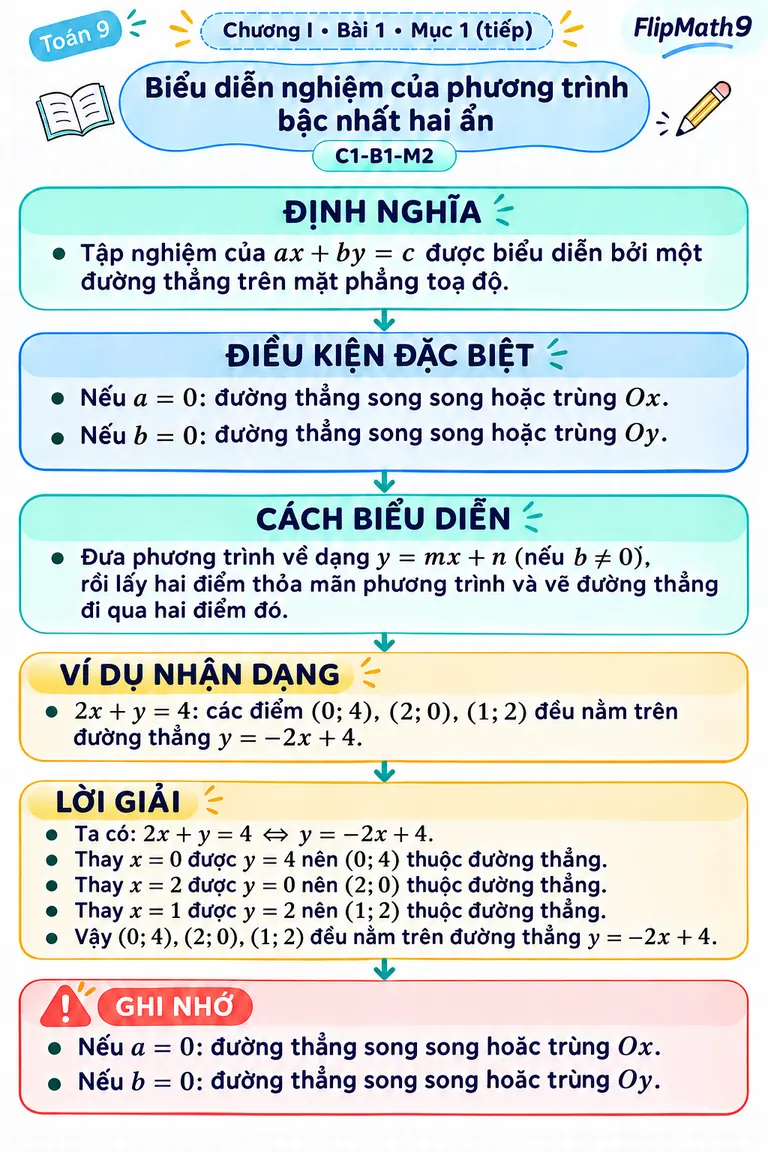 Toán 9
Chương I • Bài 1 • Mục 1 (tiếp)
FlipMath9
Biểu diễn nghiệm của phương trình
bậc nhất hai ẩn
C1-B1-M2
ĐỊNH NGHĨA
• Tập nghiệm của ax + by = c được biểu diễn bởi một
đường thẳng trên mặt phẳng toạ độ.
ĐIỀU KIỆN ĐẶC BIỆT
• Nếu a = 0: đường thẳng song song hoặc trùng Ox.
• Nếu b = 0: đường thẳng song song hoặc trùng Oy.
CÁCH BIỂU DIỄN
• Đưa phương trình về dạng y = mx + n (nếu b ≠ 0),
rồi lấy hai điểm thỏa mãn phương trình và vẽ đường thẳng
đi qua hai điểm đó.
VÍ DỤ NHẬN DẠNG
• 2x + y = 4: các điểm (0; 4), (2; 0), (1; 2) đều nằm trên
đường thẳng y = −2x + 4.
LỜI GIẢI
• Ta có: 2x + y = 4 ⇔ y = −2x + 4.
• Thay x = 0 được y = 4 nên (0; 4) thuộc đường thẳng.
• Thay x = 2 được y = 0 nên (2; 0) thuộc đường thẳng.
• Thay x = 1 được y = 2 nên (1; 2) thuộc đường thẳng.
• Vậy (0; 4), (2; 0), (1; 2) đều nằm trên đường thẳng y = −2x + 4.
GHI NHỚ
• Nếu a = 0: đường thẳng song song hoăc trùng Ox.
• Nếu b = 0: đường thẳng song song hoăc trùng Oy.